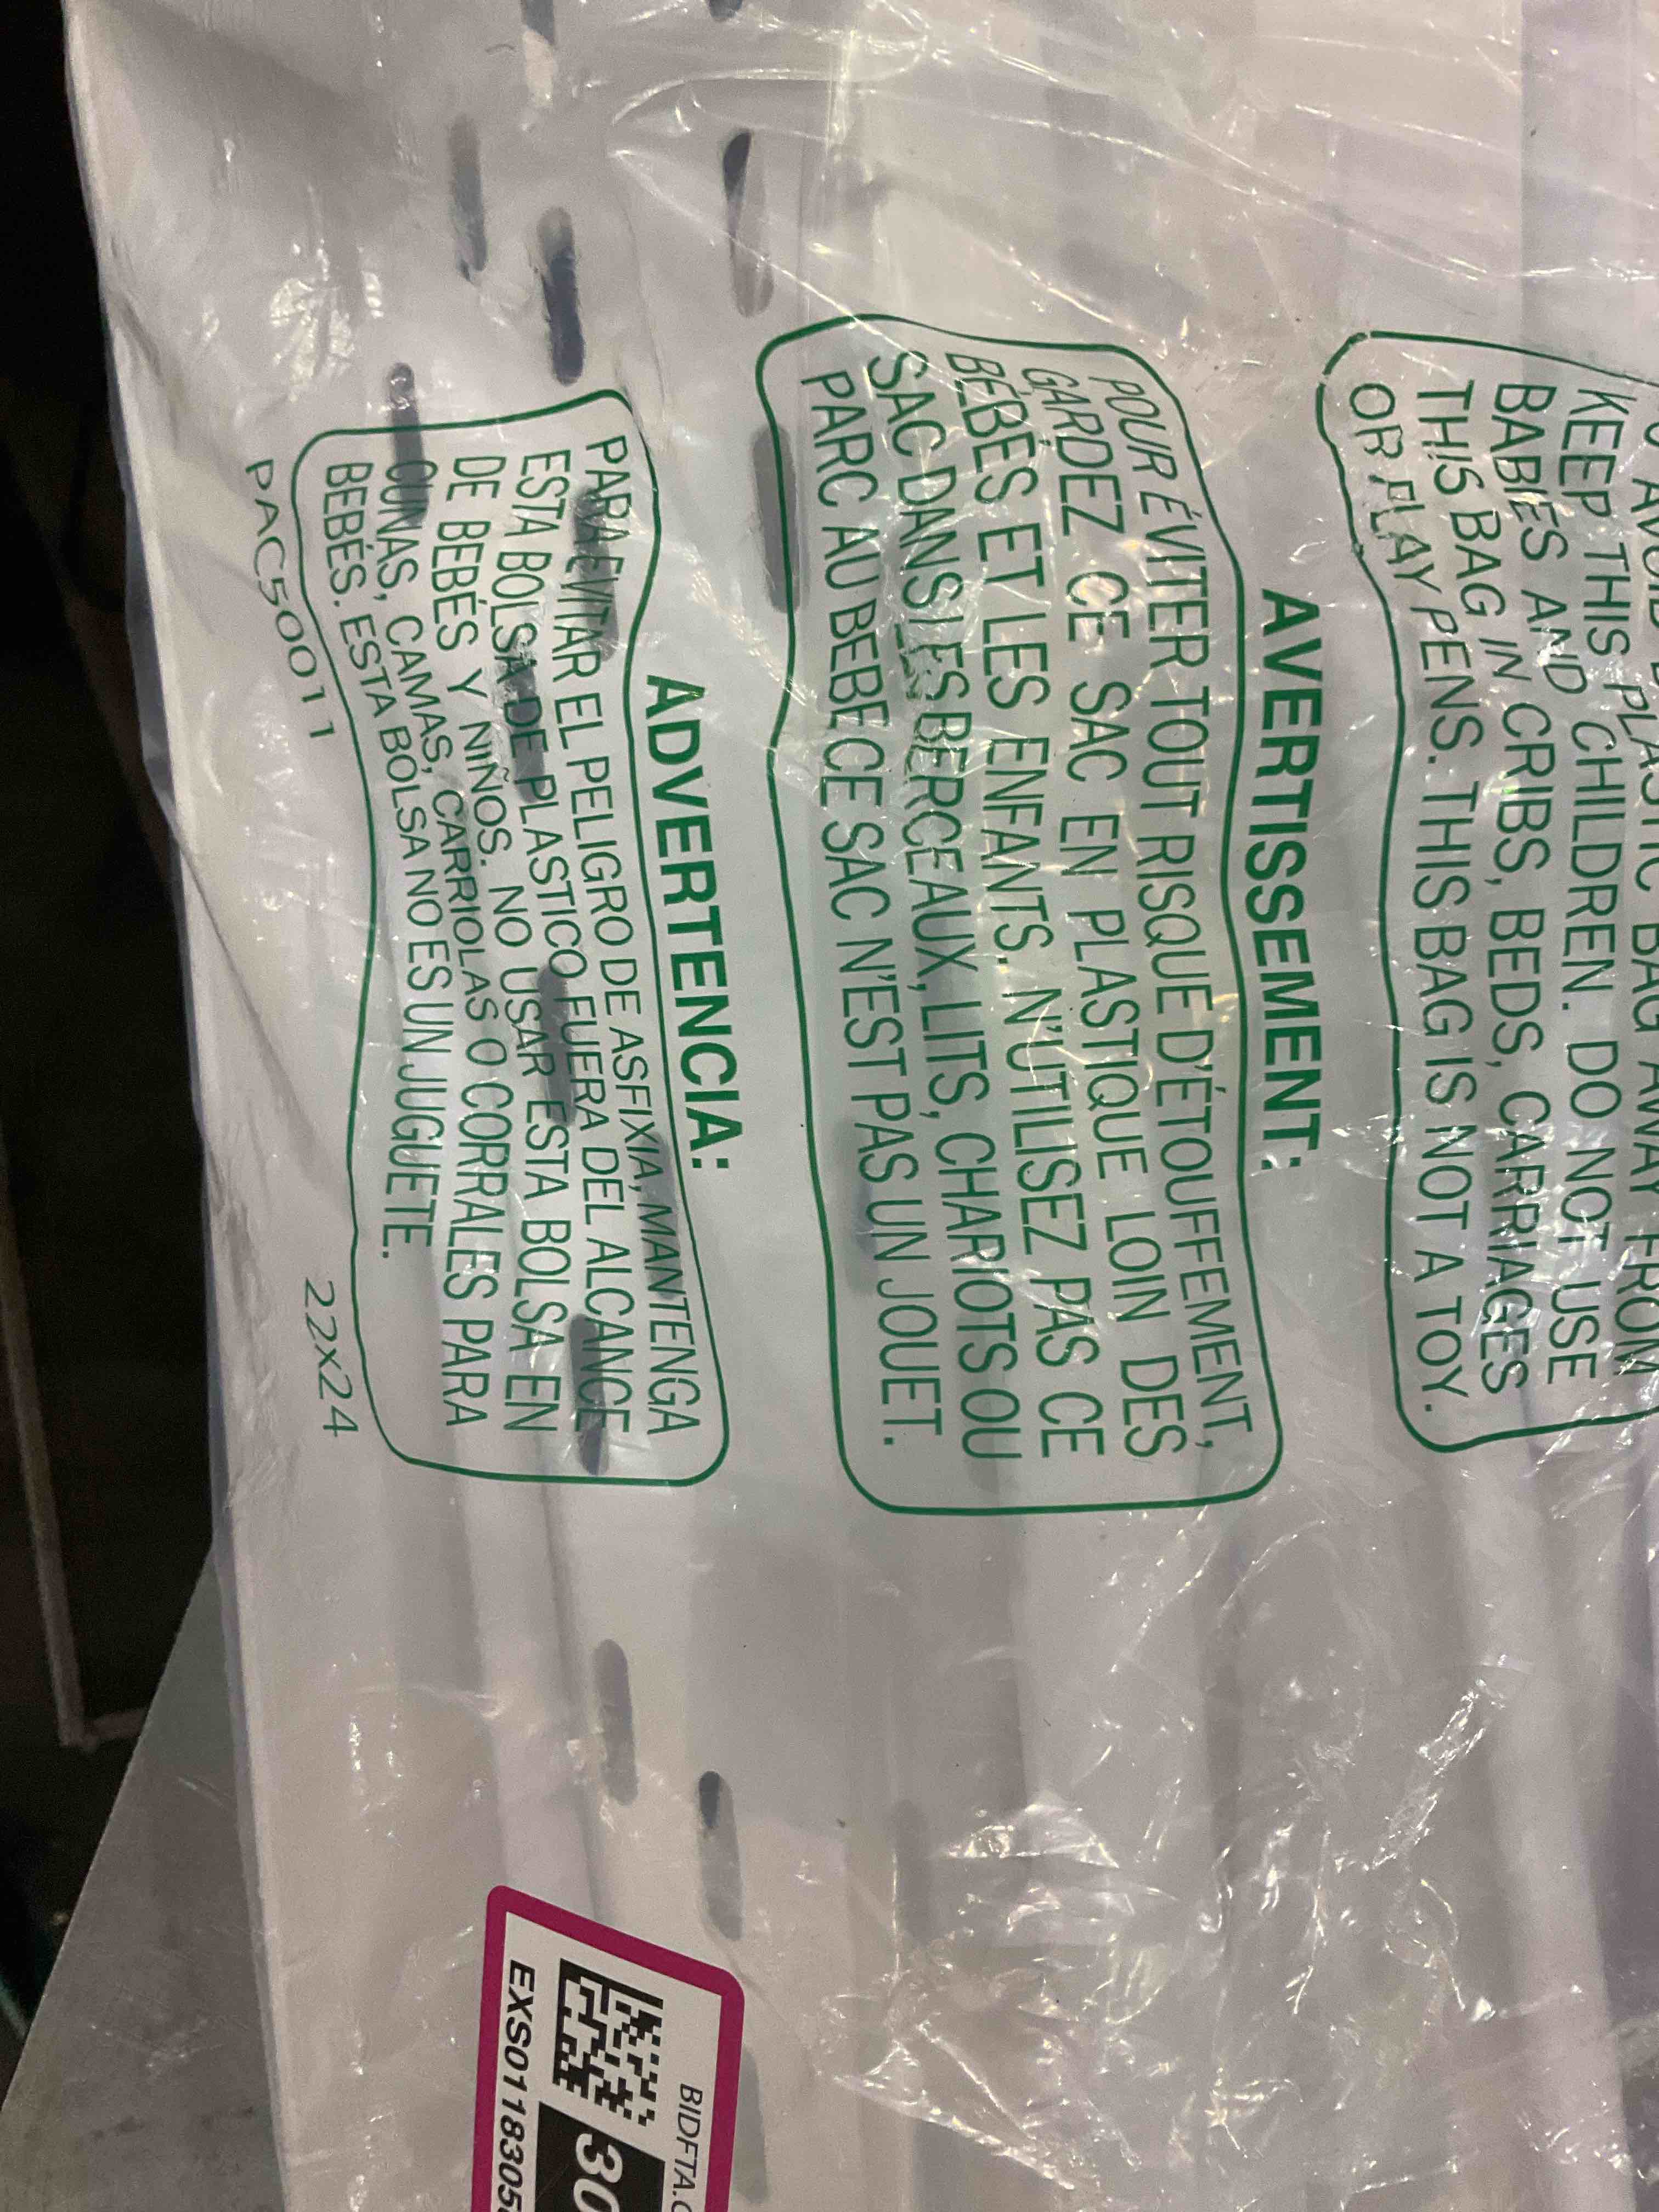 AVOID
PLASTIC BAG AWAY FROM
KEEP THIS
BABIES AND CHILDREN. DO NOT USE
THIS BAG IN CRIBS, BEDS, CARRIAGES
OR PLAY PENS. THIS BAG IS NOT A TOY.
AVERTISSEMENT:
POUR ÉVITER TOUT RISQUE D'ÉTOUFFEMENT,
GARDEZ CE SAC EN PLASTIQUE LOIN DES
BÉBÉS ET LES ENFANTS. N'UTILISEZ PAS CE
SAC DANS LES BERCEAUX, LITS, CHARIOTS OU
PARC AU BEBE CE SAC N'EST PAS UN JOUET.
ADVERTENCIA:
PARA EVITAR EL PELIGRO DE ASFIXIA, MANTENGA
ESTA BOLSA DE PLASTICO FUERA DEL ALCANCE
DE BEBÉS Y NIÑOS. NO USAR ESTA BOLSA EN
CUNAS, CAMAS, CARRIOLAS O CORRALES PARA
BEBÉS. ESTA BOLSA NO ES UN JUGUETE.
PAC50011 22X24
BIDFTA.C
30
EXS0118305